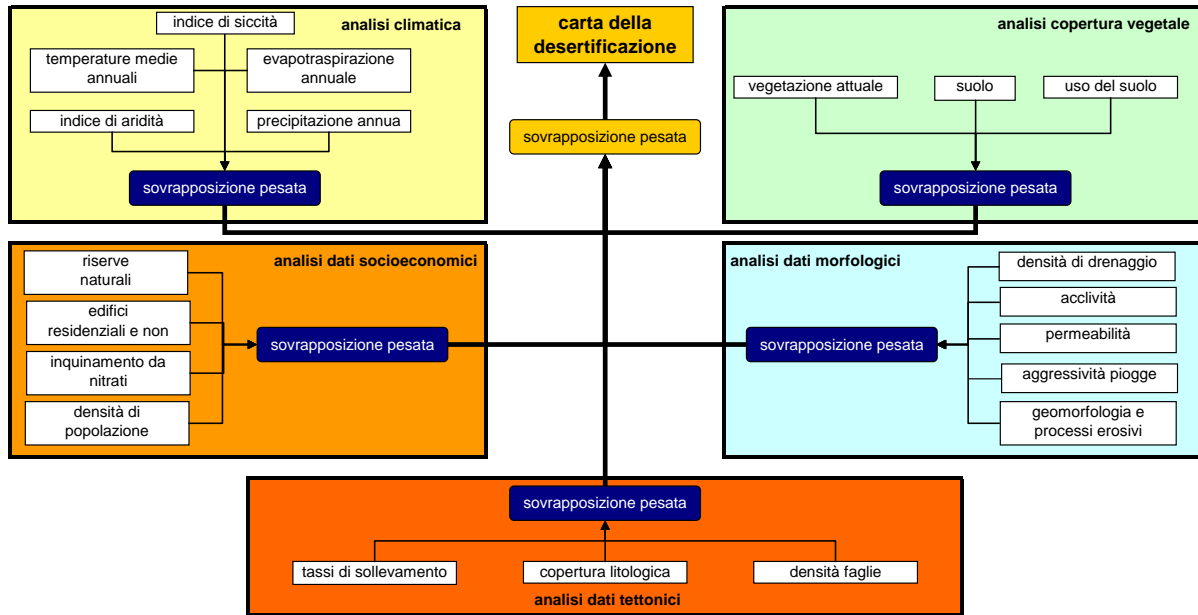 analisi climatica
indice di siccità
temperature medie
annuali
evapotraspirazione
annuale
indice di aridità
precipitazione annua
sovrapposizione pesata
carta della
desertificazione
sovrapposizione pesata
analisi copertura vegetale
vegetazione attuale
suolo
uso del suolo
sovrapposizione pesata
analisi dati socioeconomici
riserve
naturali
edifici
residenziali e non
inquinamento da
nitrati
densità di
popolazione
sovrapposizione pesata
analisi dati morfologici
densità di drenaggio
acclività
permeabilità
aggressività piogge
geomorfologia e
processi erosivi
sovrapposizione pesata
sovrapposizione pesata
tassi di sollevamento
copertura litologica
densità faglie
analisi dati tettonici